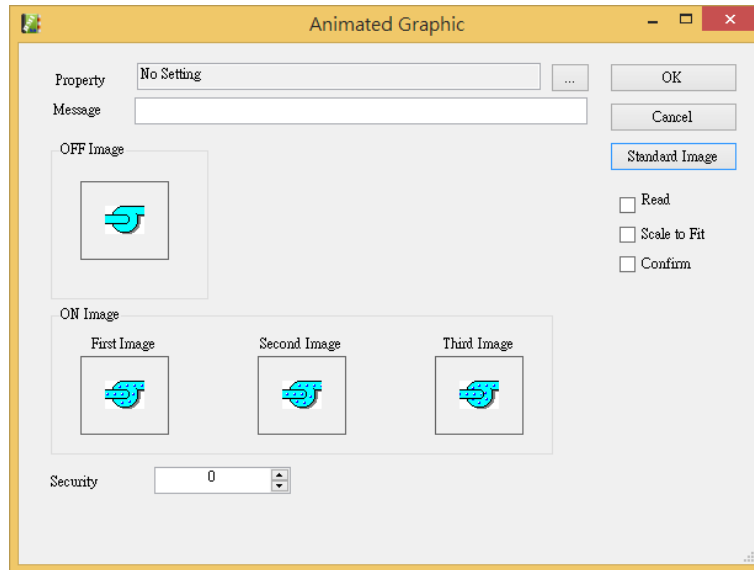 Animated Graphic
Property
No Setting
...
OK
Message
Cancel
OFF Image
Standard Image
Read
Scale to Fit
Confirm
ON Image
First Image
Second Image
Third Image
Security
0